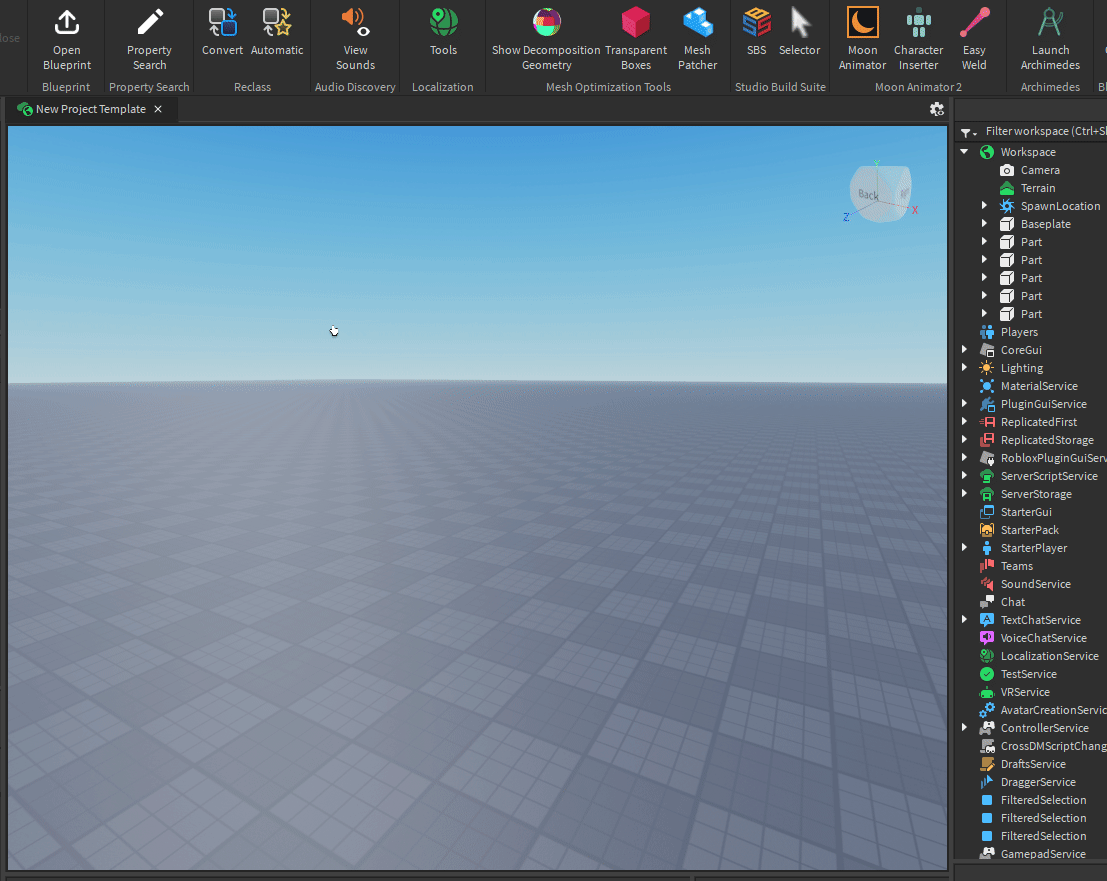 lose
Open
Blueprint
Property
Search
Convert
Automatic
View
Sounds
Tools
Show Decomposition
Geometry
Transparent
Boxes
Mesh
Patcher
SBS
Selector
Moon
Animator
Character
Inserter
Easy
Weld
Launch
Archimedes
Blueprint
Property Search
Reclass
Audio Discovery
Localization
Mesh Optimization Tools
Studio Build Suite
Moon Animator 2
Archimedes
Bl
New Project Template
Y
Back
Z
X
Filter workspace (Ctrl+S
Workspace
Camera
Terrain
SpawnLocation
Baseplate
Part
Part
Part
Part
Part
Players
CoreGui
Lighting
MaterialService
PluginGuiService
ReplicatedFirst
ReplicatedStorage
RobloxPluginGuiServ
ServerScriptService
ServerStorage
StarterGui
StarterPack
StarterPlayer
Teams
SoundService
Chat
TextChatService
VoiceChatService
LocalizationService
TestService
VRService
AvatarCreationServic
ControllerService
CrossDMScriptChang
DraftsService
DraggerService
FilteredSelection
FilteredSelection
FilteredSelection
GamepadService